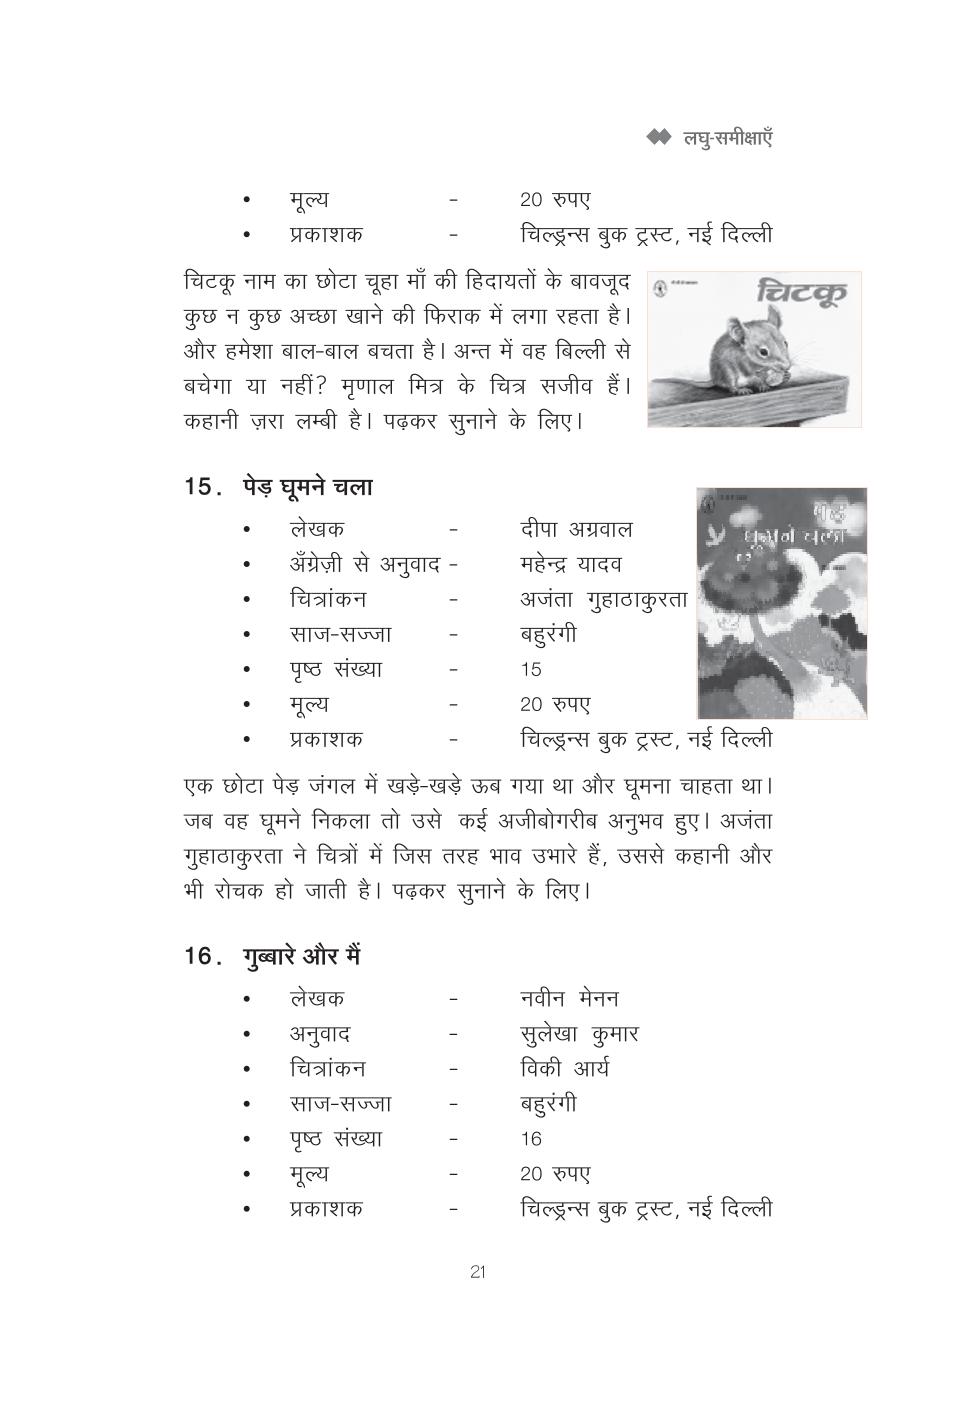 लघु-समीक्षाएँ
• मूल्य - 20 रुपए
• प्रकाशक - चिल्ड्रन्स बुक ट्रस्ट, नई दिल्ली
चिटकू नाम का छोटा चूहा माँ की हिदायतों के बावजूद
कुछ न कुछ अच्छा खाने की फिराक में लगा रहता है।
और हमेशा बाल-बाल बचता है। अन्त में वह बिल्ली से
बचेगा या नहीं? मृणाल मित्र के चित्र सजीव हैं।
कहानी ज़रा लम्बी है। पढ़कर सुनाने के लिए।
चिटकू
15. पेड़ घूमने चला
• लेखक - दीपा अग्रवाल
• अँग्रेज़ी से अनुवाद - महेन्द्र यादव
• चित्रांकन - अजंता गुहाठाकुरता
• साज-सज्जा - बहुरंगी
• पृष्ठ संख्या - 15
• मूल्य - 20 रुपए
• प्रकाशक - चिल्ड्रन्स बुक ट्रस्ट, नई दिल्ली
पेड़
घूमने चला
एक छोटा पेड़ जंगल में खड़े-खड़े ऊब गया था और घूमना चाहता था।
जब वह घूमने निकला तो उसे कई अजीबोगरीब अनुभव हुए। अजंता
गुहाठाकुरता ने चित्रों में जिस तरह भाव उभारे हैं, उससे कहानी और
भी रोचक हो जाती है। पढ़कर सुनाने के लिए।
16. गुब्बारे और मैं
• लेखक - नवीन मेनन
• अनुवाद - सुलेखा कुमार
• चित्रांकन - विकी आर्य
• साज-सज्जा - बहुरंगी
• पृष्ठ संख्या - 16
• मूल्य - 20 रुपए
• प्रकाशक - चिल्ड्रन्स बुक ट्रस्ट, नई दिल्ली
21